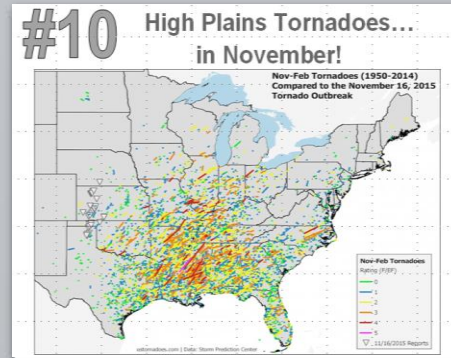 #10
High Plains Tornadoes...
in November!
Nov-Feb Tornadoes (1950-2014)
Compared to the November 16, 2015
Tornado Outbreak
Nov-Feb Tornadoes
Rating (F/EF)
0
1
2
3
4
5
11/16/2015 Reports
ustornadoes.com | Data: Storm Prediction Center